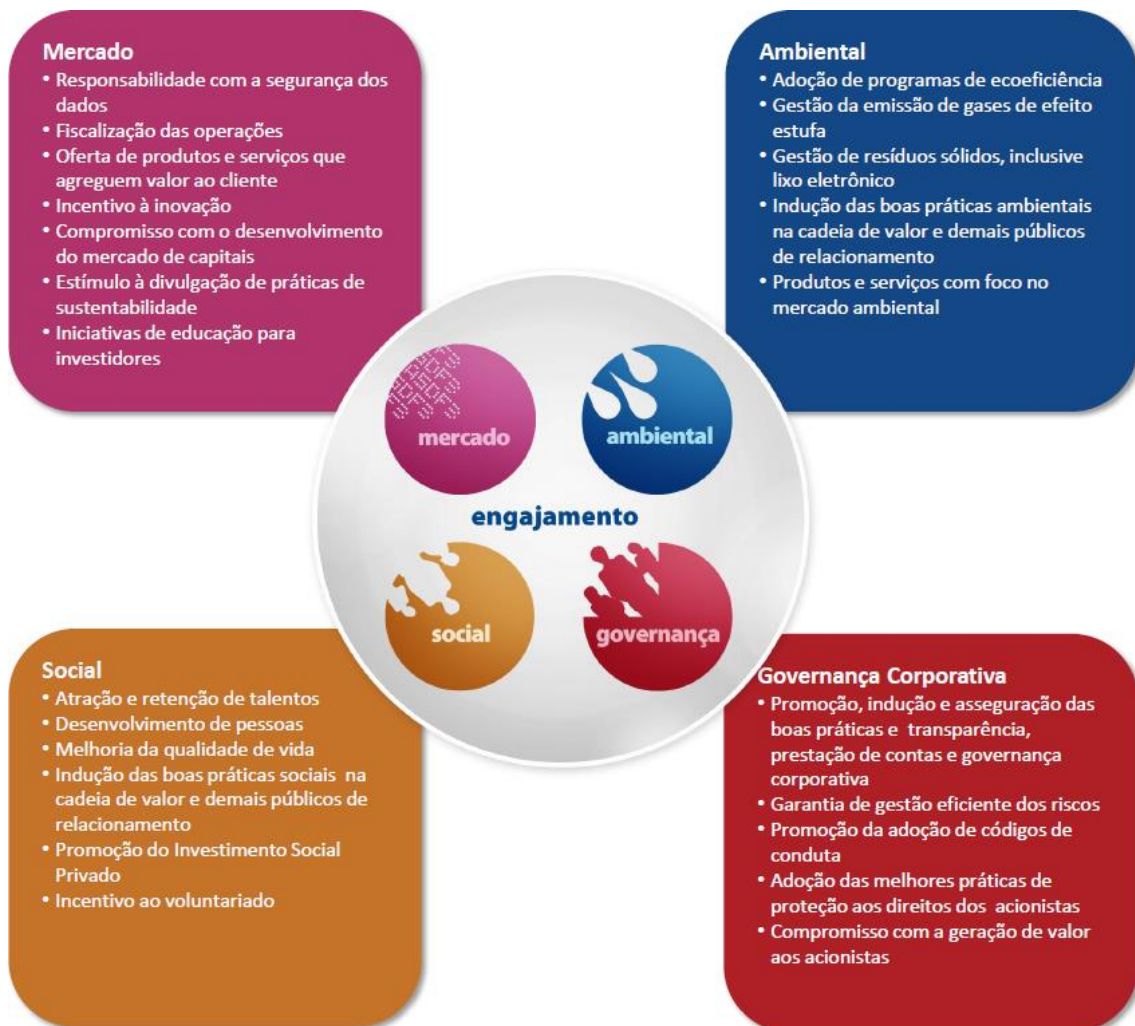 Mercado
• Responsabilidade com a segurança dos
dados
• Fiscalização das operações
• Oferta de produtos e serviços que
agreguem valor ao cliente
• Incentivo à inovação
• Compromisso com o desenvolvimento
do mercado de capitais
• Estímulo à divulgação de práticas de
sustentabilidade
• Iniciativas de educação para
investidores
Ambiental
• Adoção de programas de ecoeficiência
• Gestão da emissão de gases de efeito
estufa
• Gestão de resíduos sólidos, inclusive
lixo eletrônico
• Indução das boas práticas ambientais
na cadeia de valor e demais públicos
de relacionamento
• Produtos e serviços com foco no
mercado ambiental
mercado
ambiental
engajamento
social
governança
Social
• Atração e retenção de talentos
• Desenvolvimento de pessoas
• Melhoria da qualidade de vida
• Indução das boas práticas sociais na
cadeia de valor e demais públicos de
relacionamento
• Promoção do Investimento Social
Privado
• Incentivo ao voluntariado
Governança Corporativa
• Promoção, indução e asseguração das
boas práticas e transparência,
prestação de contas e governança
corporativa
• Garantia de gestão eficiente dos riscos
• Promoção da adoção de códigos de
conduta
• Adoção das melhores práticas de
proteção aos direitos dos acionistas
• Compromisso com a geração de valor
aos acionistas